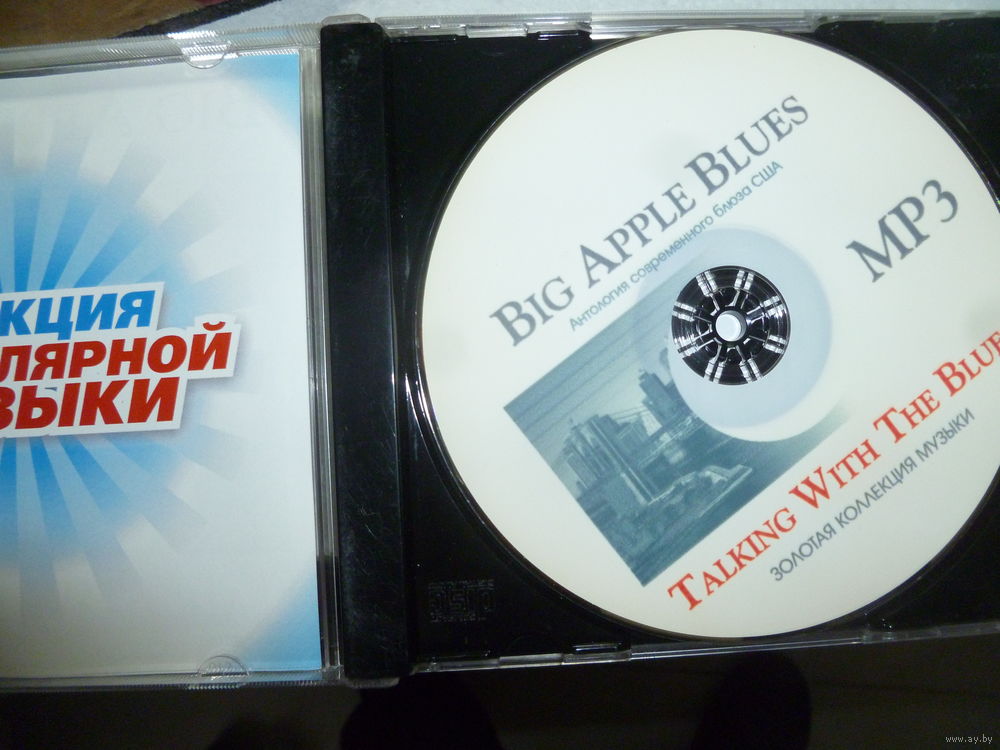 КЦИЯ
ЛЯРНОЙ
ЗЫКИ
BIG APPLE BLUES
Антология современного блюза США
MP3
TALKING WITH THE BLUE
ЗОЛОТАЯ КОЛЛЕКЦИЯ МУЗЫКИ
www.ay.by